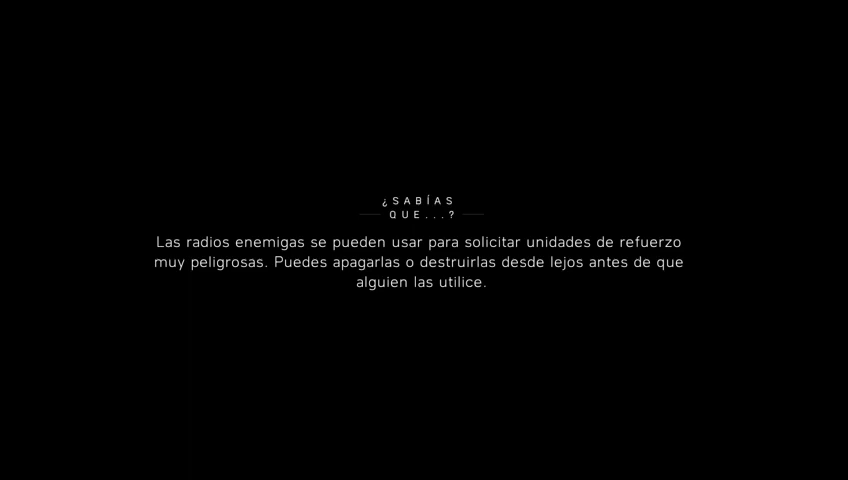 ¿SABÍAS
QUE...?
Las radios enemigas se pueden usar para solicitar unidades de refuerzo
muy peligrosas. Puedes apagarlas o destruirlas desde lejos antes de que
alguien las utilice.